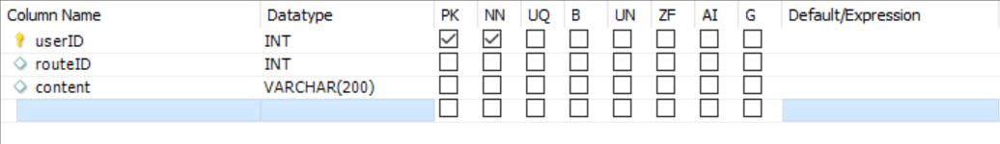 Column Name Datatype PK NN UQ B UN ZF AI G Default/Expression
userID INT
routeID INT
content VARCHAR(200)